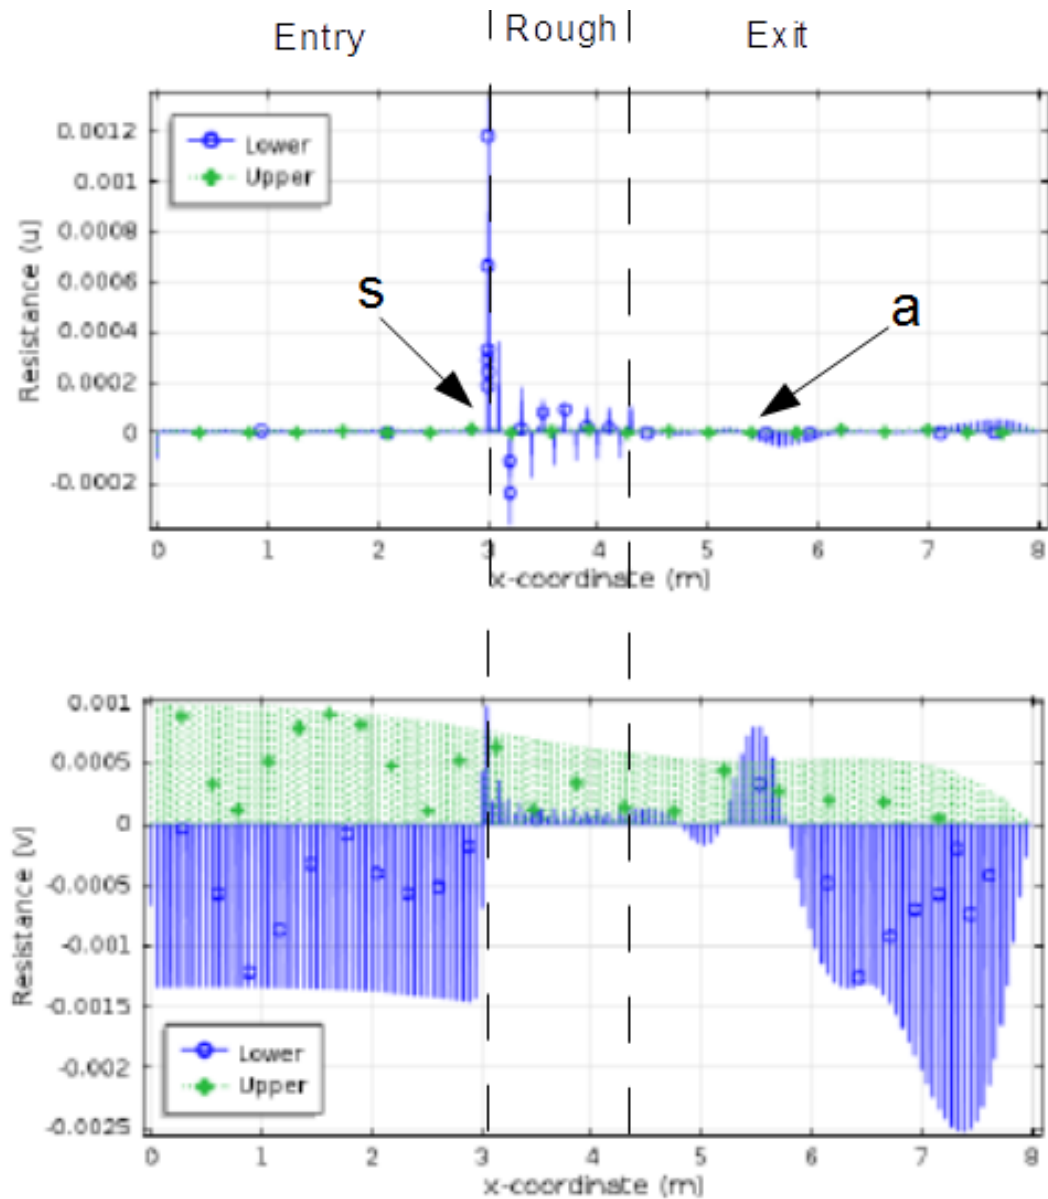 Entry Rough Exit
0.0012
0.001
0.0008
0.0006
0.0004
0.0002
0
-0.0002
Resistance (u)
Lower
Upper
s
a
0 1 2 3 4 5 6 7 8
x-coordinate (m)
0.001
0.0005
0
-0.0005
-0.001
-0.0015
-0.002
-0.0025
Resistance (v)
Lower
Upper
0 1 2 3 4 5 6 7 8
x-coordinate (m)